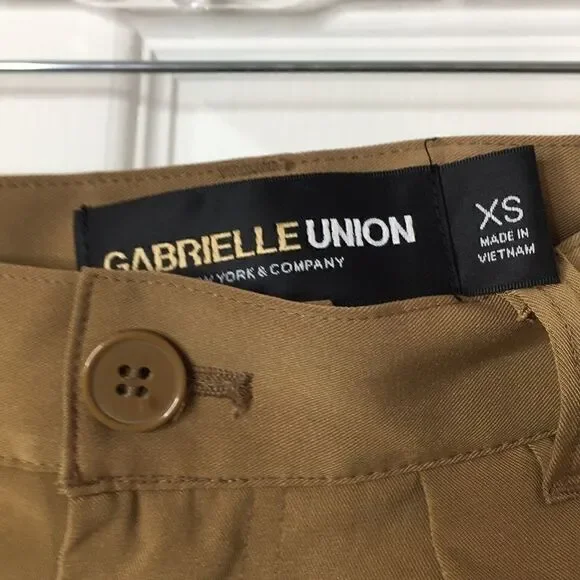 GABRIELLE UNION
YORK & COMPANY
XS
MADE IN
VIETNAM